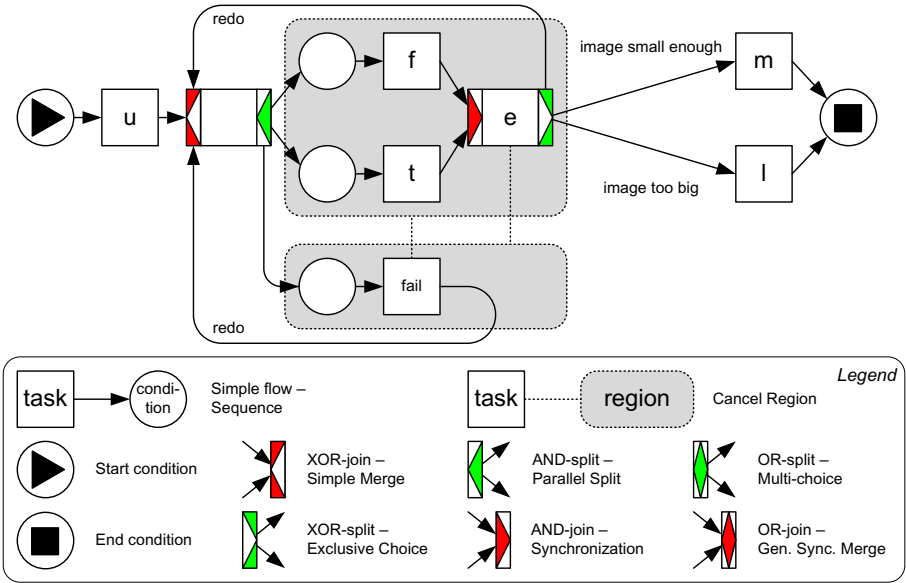 redo
f
image small enough
m
u
e
t
image too big
l
fail
redo
Legend
task
condi-
tion
Simple flow –
Sequence
task
region
Cancel Region
Start condition
XOR-join –
Simple Merge
AND-split –
Parallel Split
OR-split –
Multi-choice
End condition
XOR-split –
Exclusive Choice
AND-join –
Synchronization
OR-join –
Gen. Sync. Merge